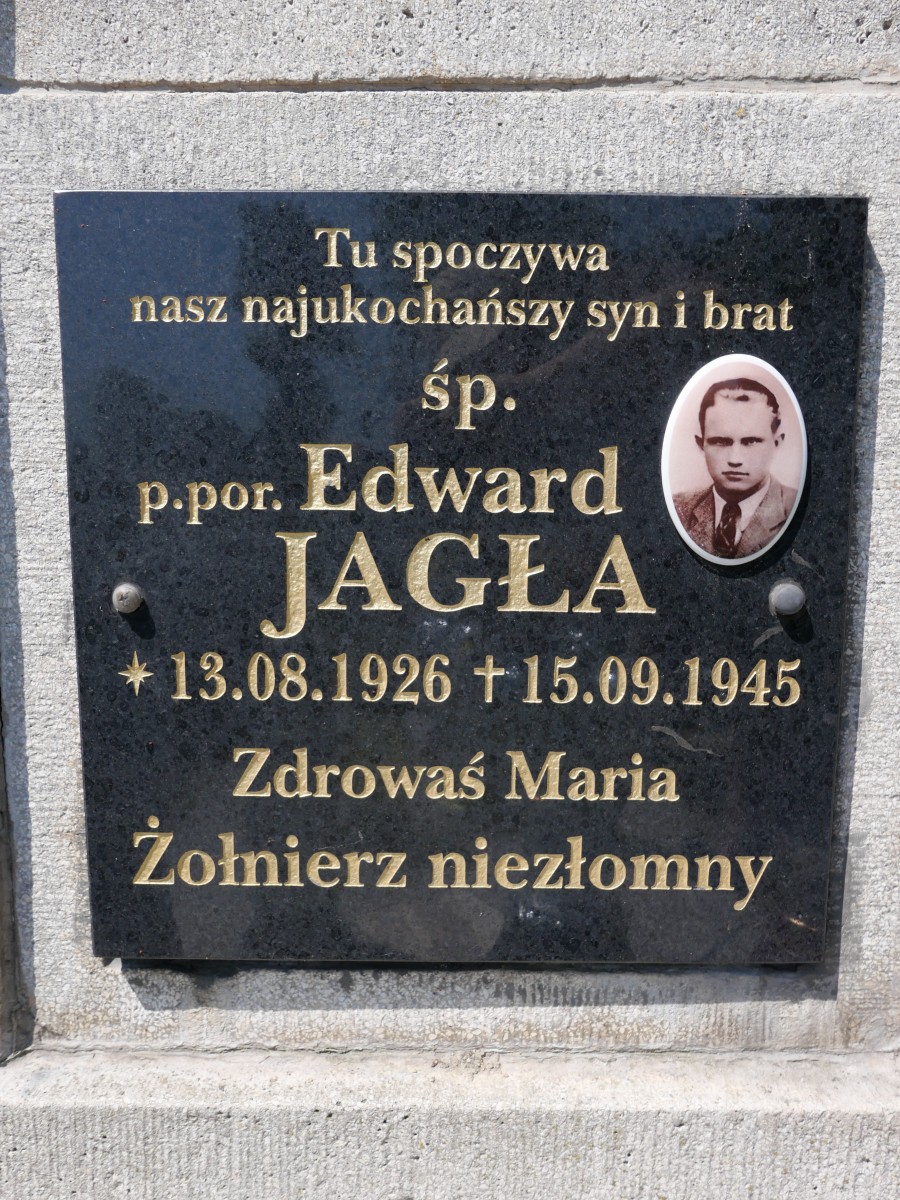 Tu spoczywa
nasz najukochańszy syn i brat
śp.
p.por. Edward
JAGŁA
* 13.08.1926 † 15.09.1945
Zdrowaś Maria
Żołnierz niezłomny